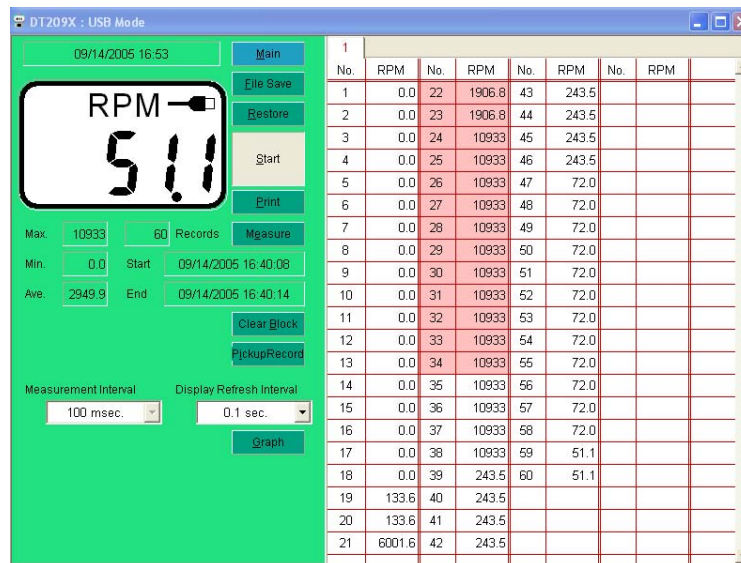 DT209X : USB Mode
09/14/2005 16:53
Main
File Save
Restore
Start
Print
Measure
RPM
51.1
Max. 10933 60 Records
Min. 0.0 Start 09/14/2005 16:40:08
Ave. 2949.9 End 09/14/2005 16:40:14
Clear Block
PickupRecord
Measurement Interval Display Refresh Interval
100 msec. 0.1 sec.
Graph
1
No. RPM No. RPM No. RPM No. RPM
1 0.0 22 1906.8 43 243.5
2 0.0 23 1906.8 44 243.5
3 0.0 24 10933 45 243.5
4 0.0 25 10933 46 243.5
5 0.0 26 10933 47 72.0
6 0.0 27 10933 48 72.0
7 0.0 28 10933 49 72.0
8 0.0 29 10933 50 72.0
9 0.0 30 10933 51 72.0
10 0.0 31 10933 52 72.0
11 0.0 32 10933 53 72.0
12 0.0 33 10933 54 72.0
13 0.0 34 10933 55 72.0
14 0.0 35 10933 56 72.0
15 0.0 36 10933 57 72.0
16 0.0 37 10933 58 72.0
17 0.0 38 10933 59 51.1
18 0.0 39 243.5 60 51.1
19 133.6 40 243.5
20 133.6 41 243.5
21 6001.6 42 243.5